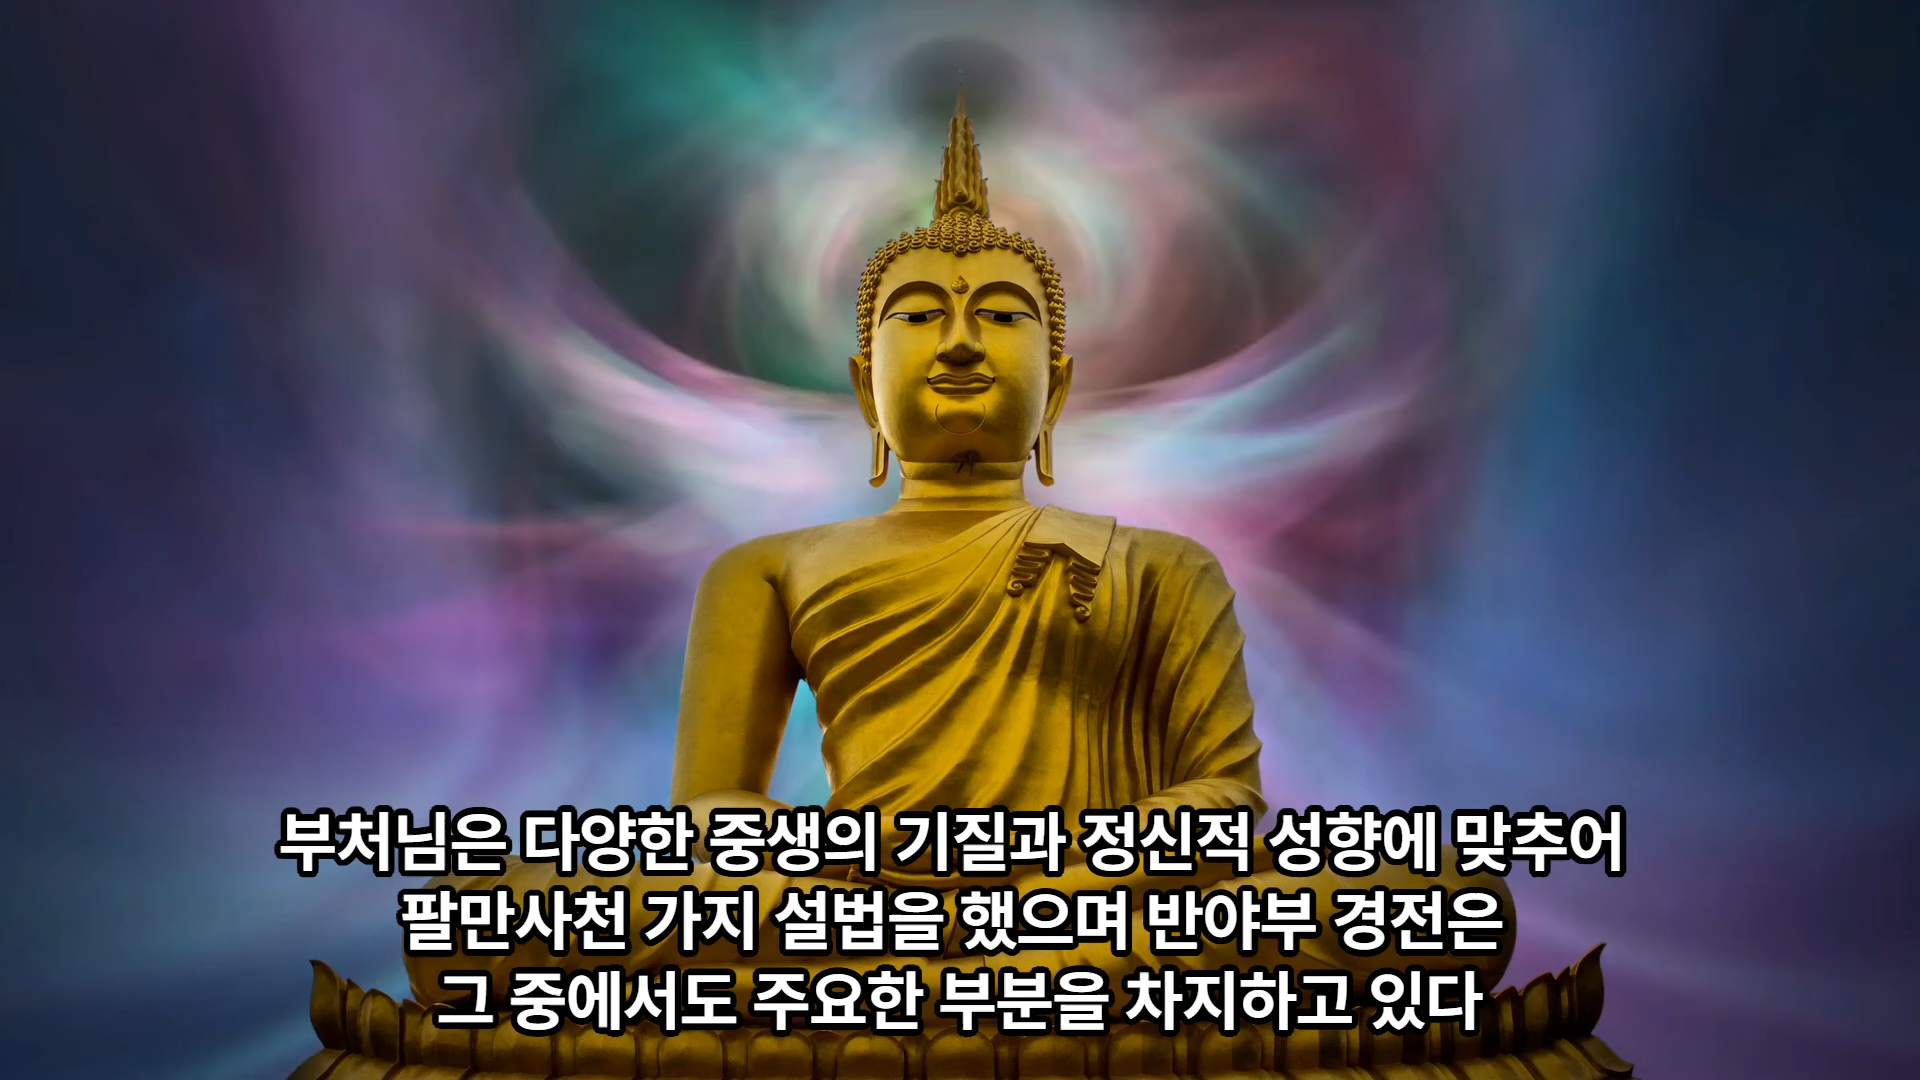 부처님은 다양한 중생의 기질과 정신적 성향에 맞추어
팔만사천 가지 설법을 했으며 반야부 경전은
그 중에서도 주요한 부분을 차지하고 있다